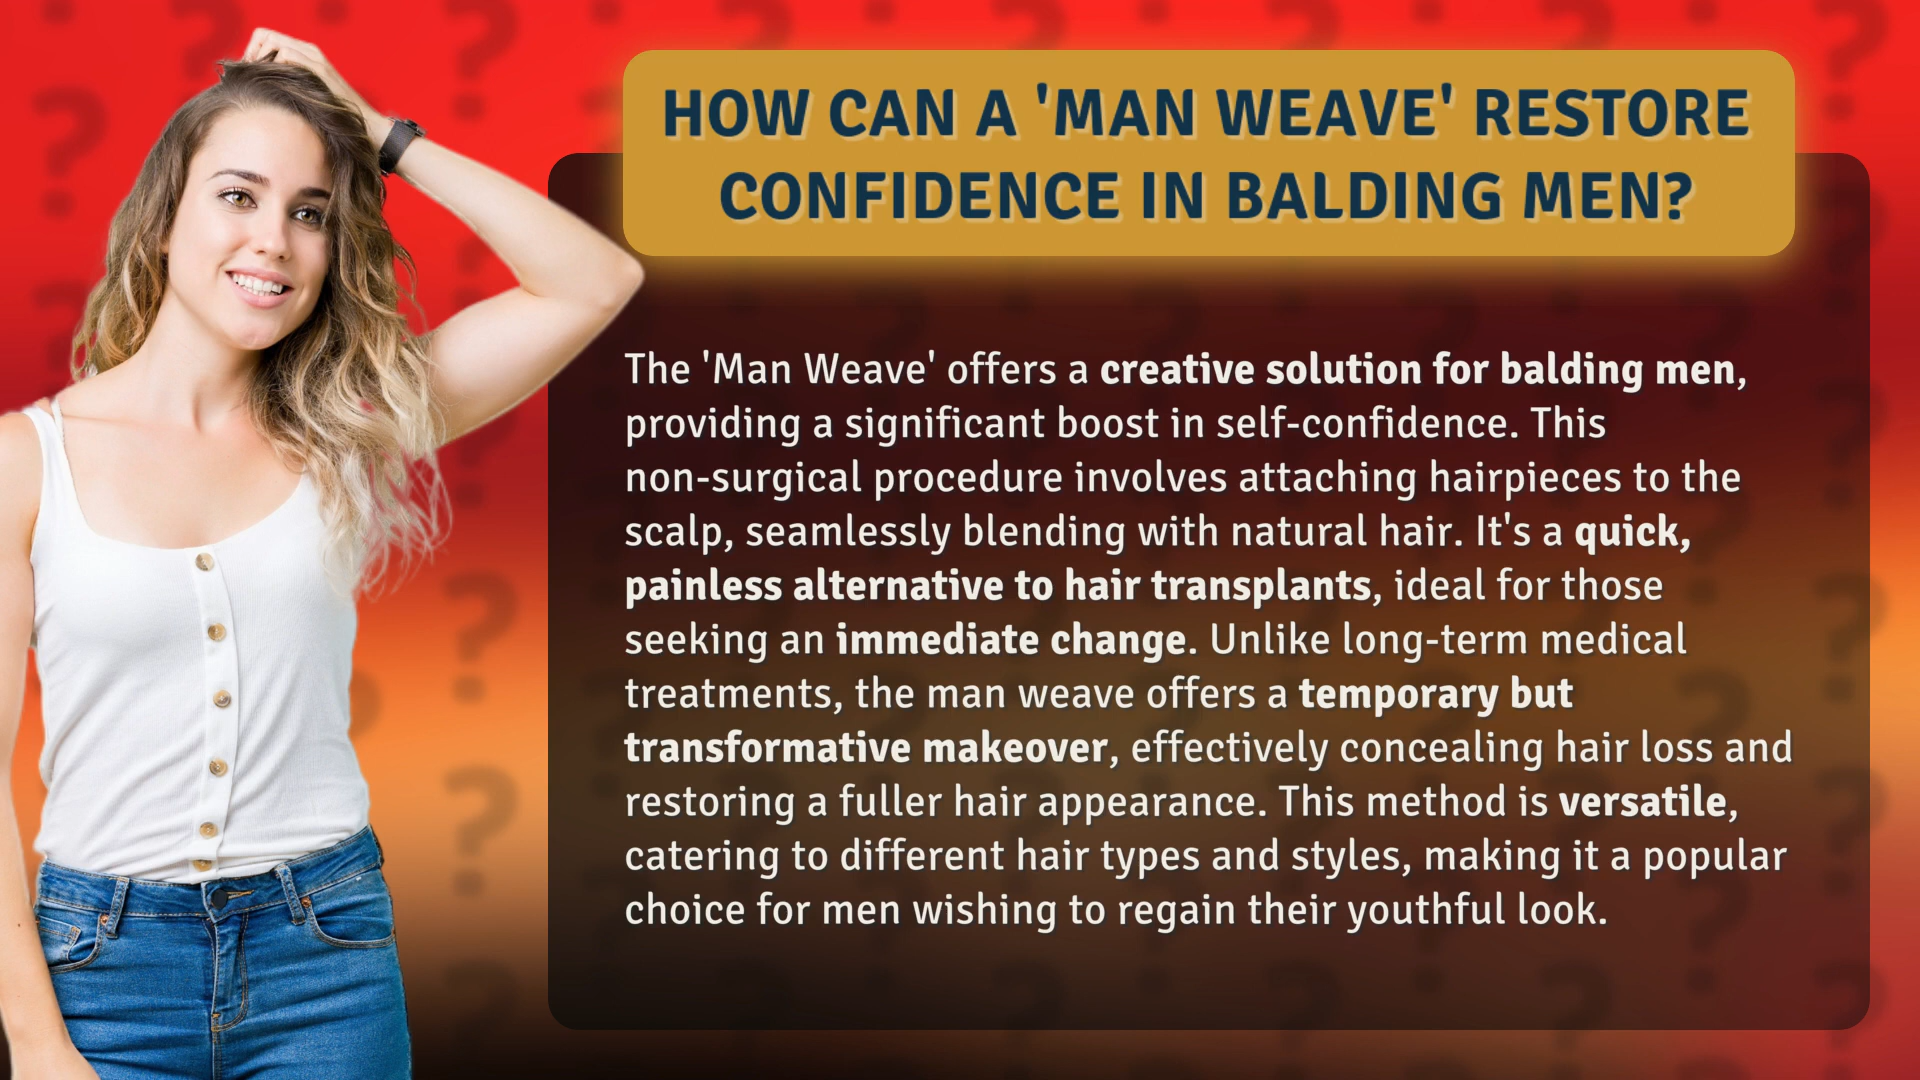 HOW CAN A 'MAN WEAVE' RESTORE
CONFIDENCE IN BALDING MEN?
The 'Man Weave' offers a creative solution for balding men,
providing a significant boost in self-confidence. This
non-surgical procedure involves attaching hairpieces to the
scalp, seamlessly blending with natural hair. It's a quick,
painless alternative to hair transplants, ideal for those
seeking an immediate change. Unlike long-term medical
treatments, the man weave offers a temporary but
transformative makeover, effectively concealing hair loss and
restoring a fuller hair appearance. This method is versatile,
catering to different hair types and styles, making it a popular
choice for men wishing to regain their youthful look.